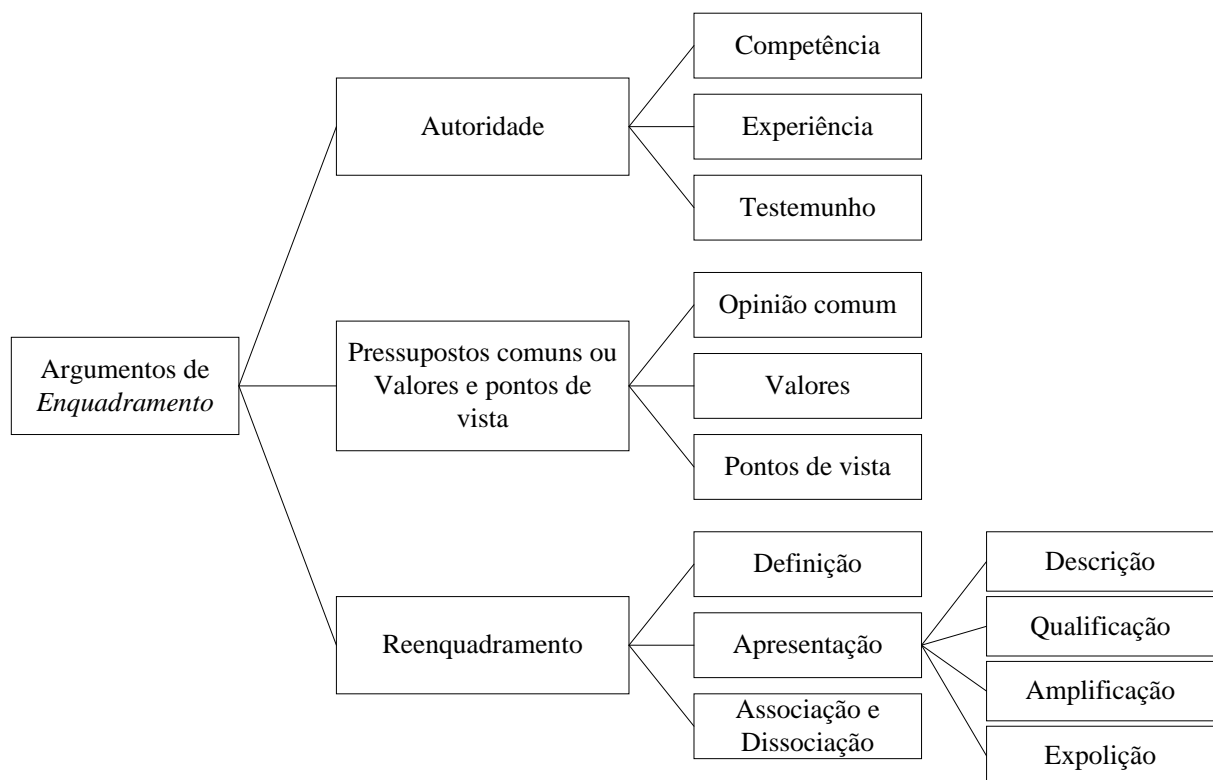 Argumentos de
Enquadramento
Autoridade
Competência
Experiência
Testemunho
Pressupostos comuns ou
Valores e pontos de
vista
Opinião comum
Valores
Pontos de vista
Reenquadramento
Definição
Apresentação
Descrição
Qualificação
Amplificação
Expolição
Associação e
Dissociação